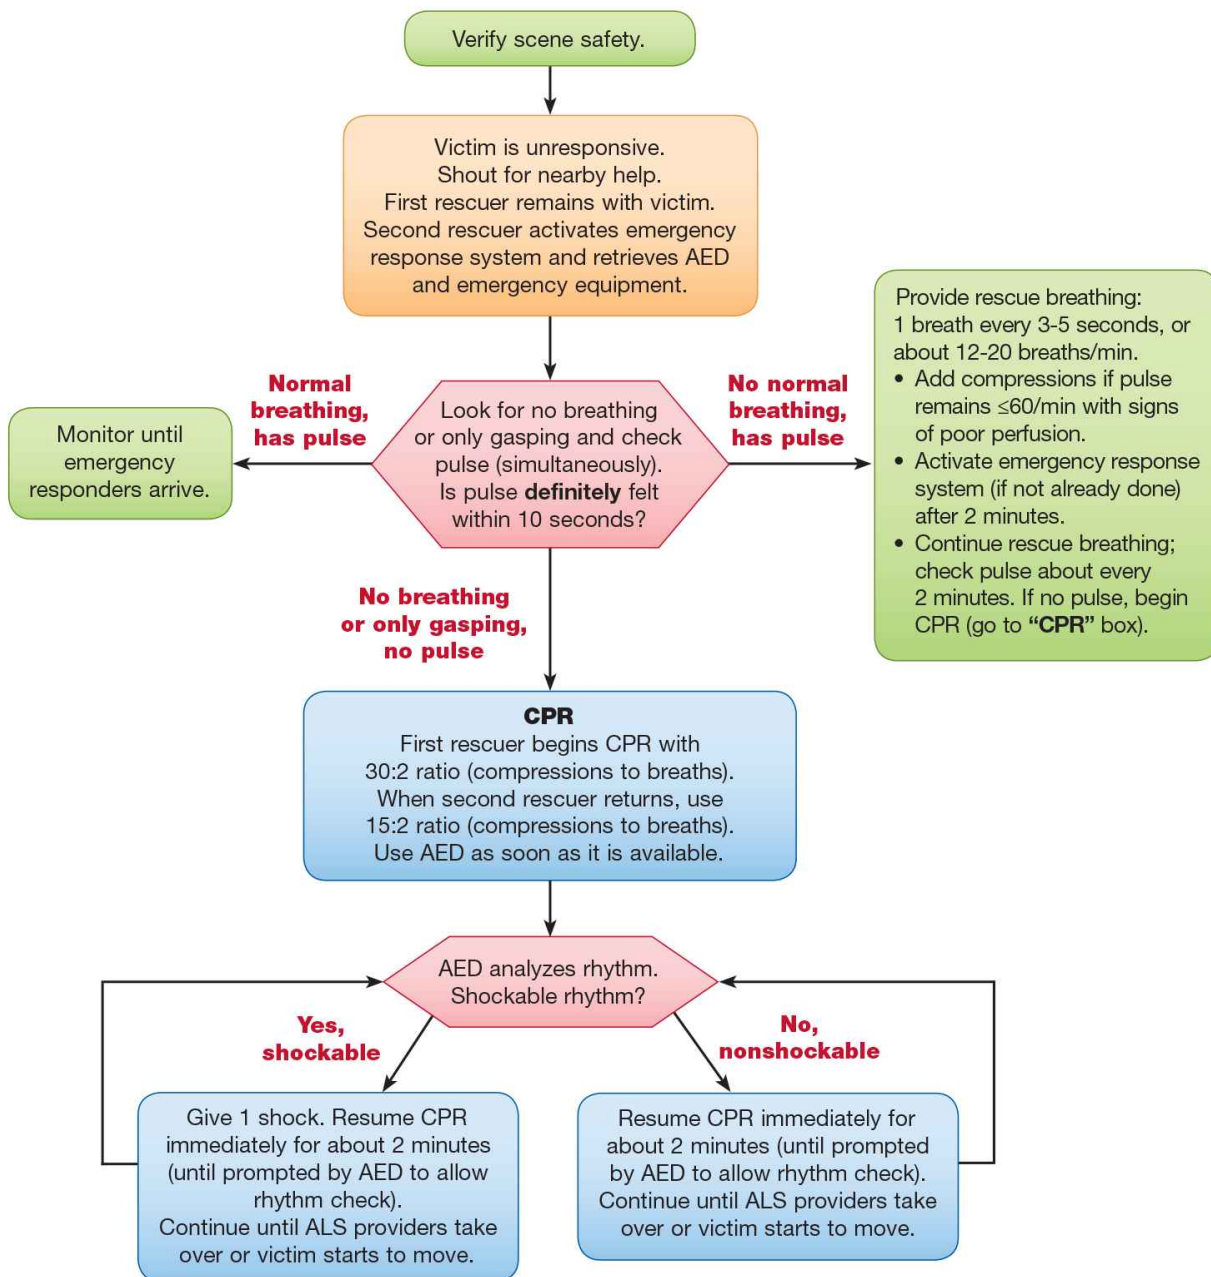 Verify scene safety.
Victim is unresponsive.
Shout for nearby help.
First rescuer remains with victim.
Second rescuer activates emergency
response system and retrieves AED
and emergency equipment.
Normal
breathing,
has pulse
Monitor until
emergency
responders arrive.
Look for no breathing
or only gasping and check
pulse (simultaneously).
Is pulse definitely felt
within 10 seconds?
No normal
breathing,
has pulse
Provide rescue breathing:
1 breath every 3-5 seconds, or
about 12-20 breaths/min.
• Add compressions if pulse
remains ≤60/min with signs
of poor perfusion.
• Activate emergency response
system (if not already done)
after 2 minutes.
• Continue rescue breathing;
check pulse about every
2 minutes. If no pulse, begin
CPR (go to “CPR” box).
No breathing
or only gasping,
no pulse
CPR
First rescuer begins CPR with
30:2 ratio (compressions to breaths).
When second rescuer returns, use
15:2 ratio (compressions to breaths).
Use AED as soon as it is available.
AED analyzes rhythm.
Shockable rhythm?
Yes,
shockable
No,
nonshockable
Give 1 shock. Resume CPR
immediately for about 2 minutes
(until prompted by AED to allow
rhythm check).
Continue until ALS providers take
over or victim starts to move.
Resume CPR immediately for
about 2 minutes (until prompted
by AED to allow rhythm check).
Continue until ALS providers take
over or victim starts to move.